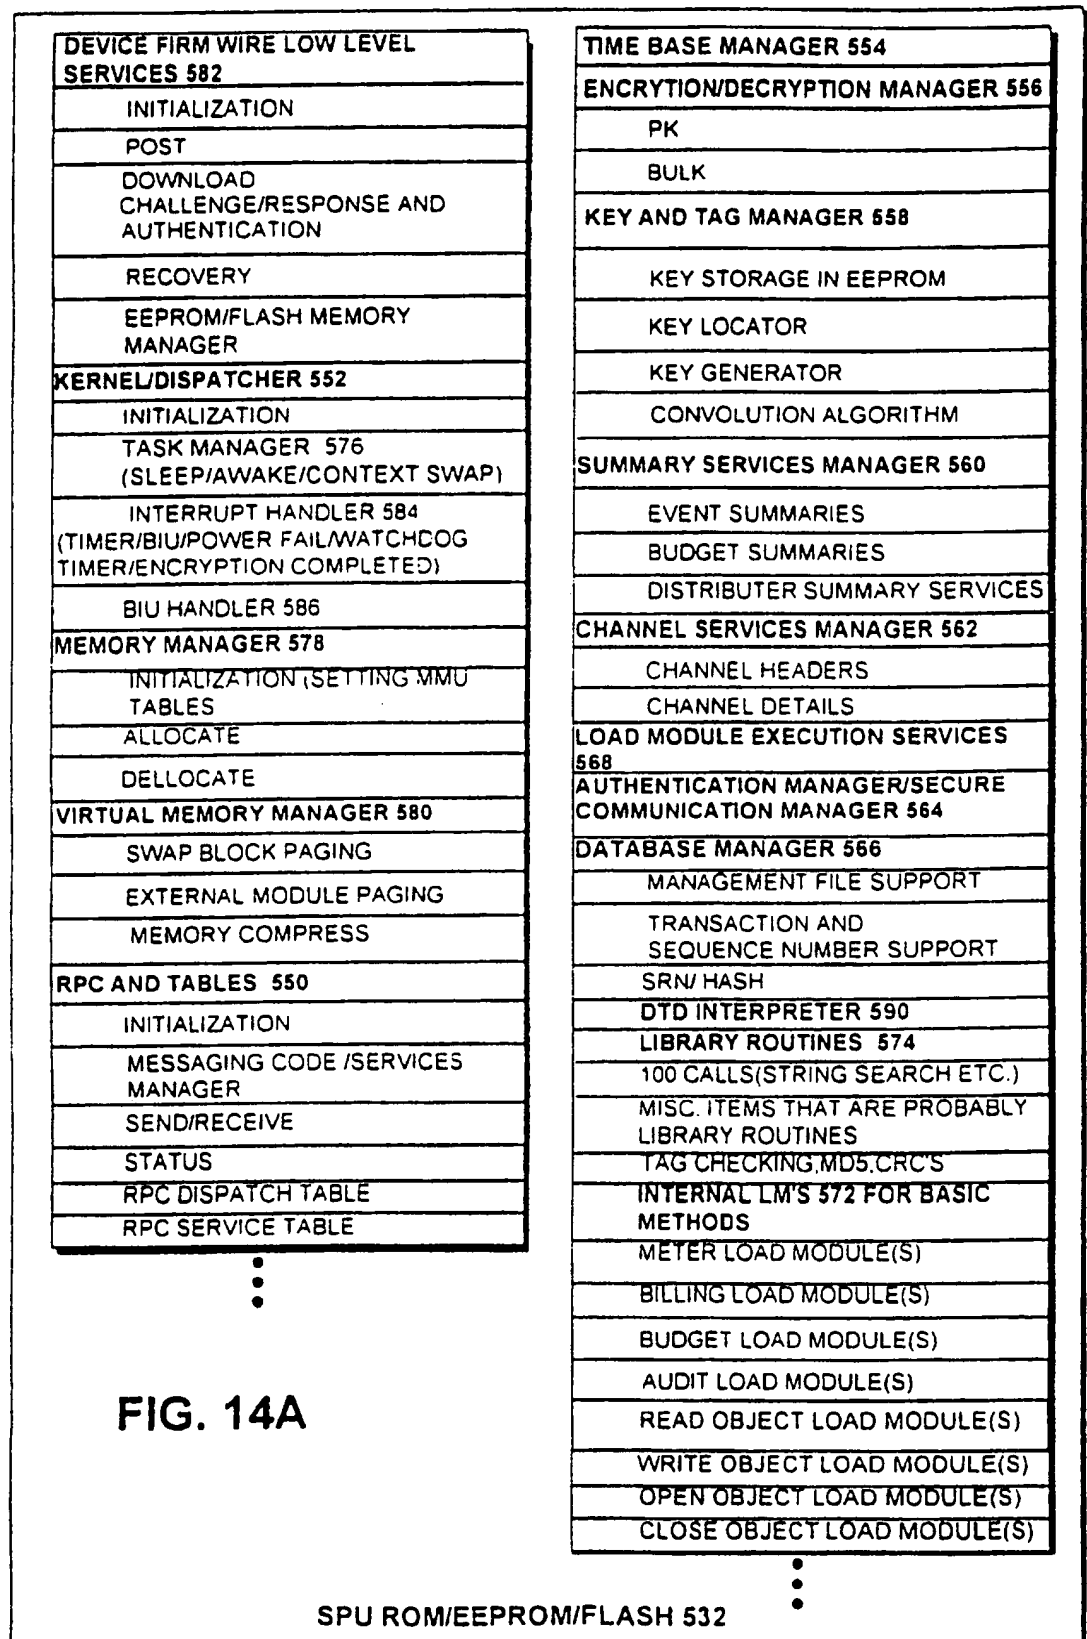 DEVICE FIRM WIRE LOW LEVEL
SERVICES 582
INITIALIZATION
POST
DOWNLOAD
CHALLENGE/RESPONSE AND
AUTHENTICATION
RECOVERY
EEPROM/FLASH MEMORY
MANAGER
KERNEL/DISPATCHER 552
INITIALIZATION
TASK MANAGER 576
(SLEEP/AWAKE/CONTEXT SWAP)
INTERRUPT HANDLER 584
(TIMER/BIU/POWER FAIL/WATCHDOG
TIMER/ENCRYPTION COMPLETED)
BIU HANDLER 586
MEMORY MANAGER 578
INITIALIZATION (SETTING MMU
TABLES
ALLOCATE
DELLOCATE
VIRTUAL MEMORY MANAGER 580
SWAP BLOCK PAGING
EXTERNAL MODULE PAGING
MEMORY COMPRESS
RPC AND TABLES 550
INITIALIZATION
MESSAGING CODE /SERVICES
MANAGER
SEND/RECEIVE
STATUS
RPC DISPATCH TABLE
RPC SERVICE TABLE
TIME BASE MANAGER 554
ENCRYTION/DECRYPTION MANAGER 556
PK
BULK
KEY AND TAG MANAGER 558
KEY STORAGE IN EEPROM
KEY LOCATOR
KEY GENERATOR
CONVOLUTION ALGORITHM
SUMMARY SERVICES MANAGER 560
EVENT SUMMARIES
BUDGET SUMMARIES
DISTRIBUTER SUMMARY SERVICES
CHANNEL SERVICES MANAGER 562
CHANNEL HEADERS
CHANNEL DETAILS
LOAD MODULE EXECUTION SERVICES
568
AUTHENTICATION MANAGER/SECURE
COMMUNICATION MANAGER 564
DATABASE MANAGER 566
MANAGEMENT FILE SUPPORT
TRANSACTION AND
SEQUENCE NUMBER SUPPORT
SRN/ HASH
DTD INTERPRETER 590
LIBRARY ROUTINES 574
100 CALLS(STRING SEARCH ETC.)
MISC. ITEMS THAT ARE PROBABLY
LIBRARY ROUTINES
TAG CHECKING,MD5,CRC'S
INTERNAL LM'S 572 FOR BASIC
METHODS
METER LOAD MODULE(S)
BILLING LOAD MODULE(S)
BUDGET LOAD MODULE(S)
AUDIT LOAD MODULE(S)
READ OBJECT LOAD MODULE(S)
WRITE OBJECT LOAD MODULE(S)
OPEN OBJECT LOAD MODULE(S)
CLOSE OBJECT LOAD MODULE(S)
FIG. 14A
SPU ROM/EEPROM/FLASH 532